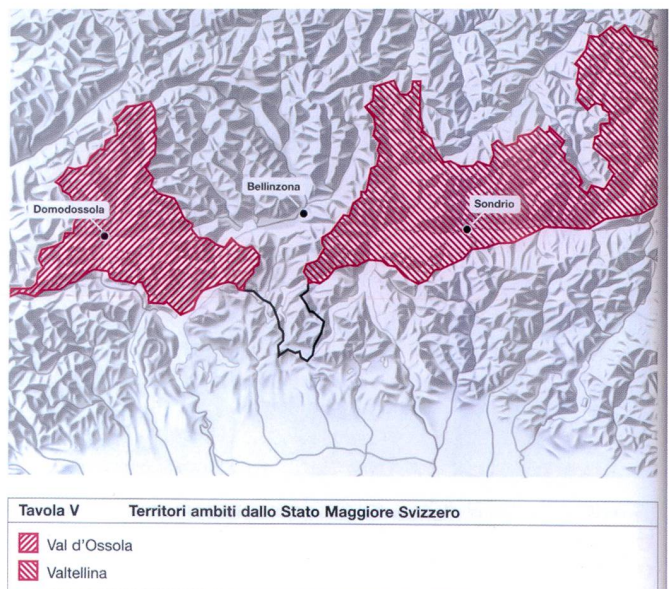 Bellinzona
Domodossola
Sondrio
Tavola V Territori ambiti dallo Stato Maggiore Svizzero
Val d'Ossola
Valtellina